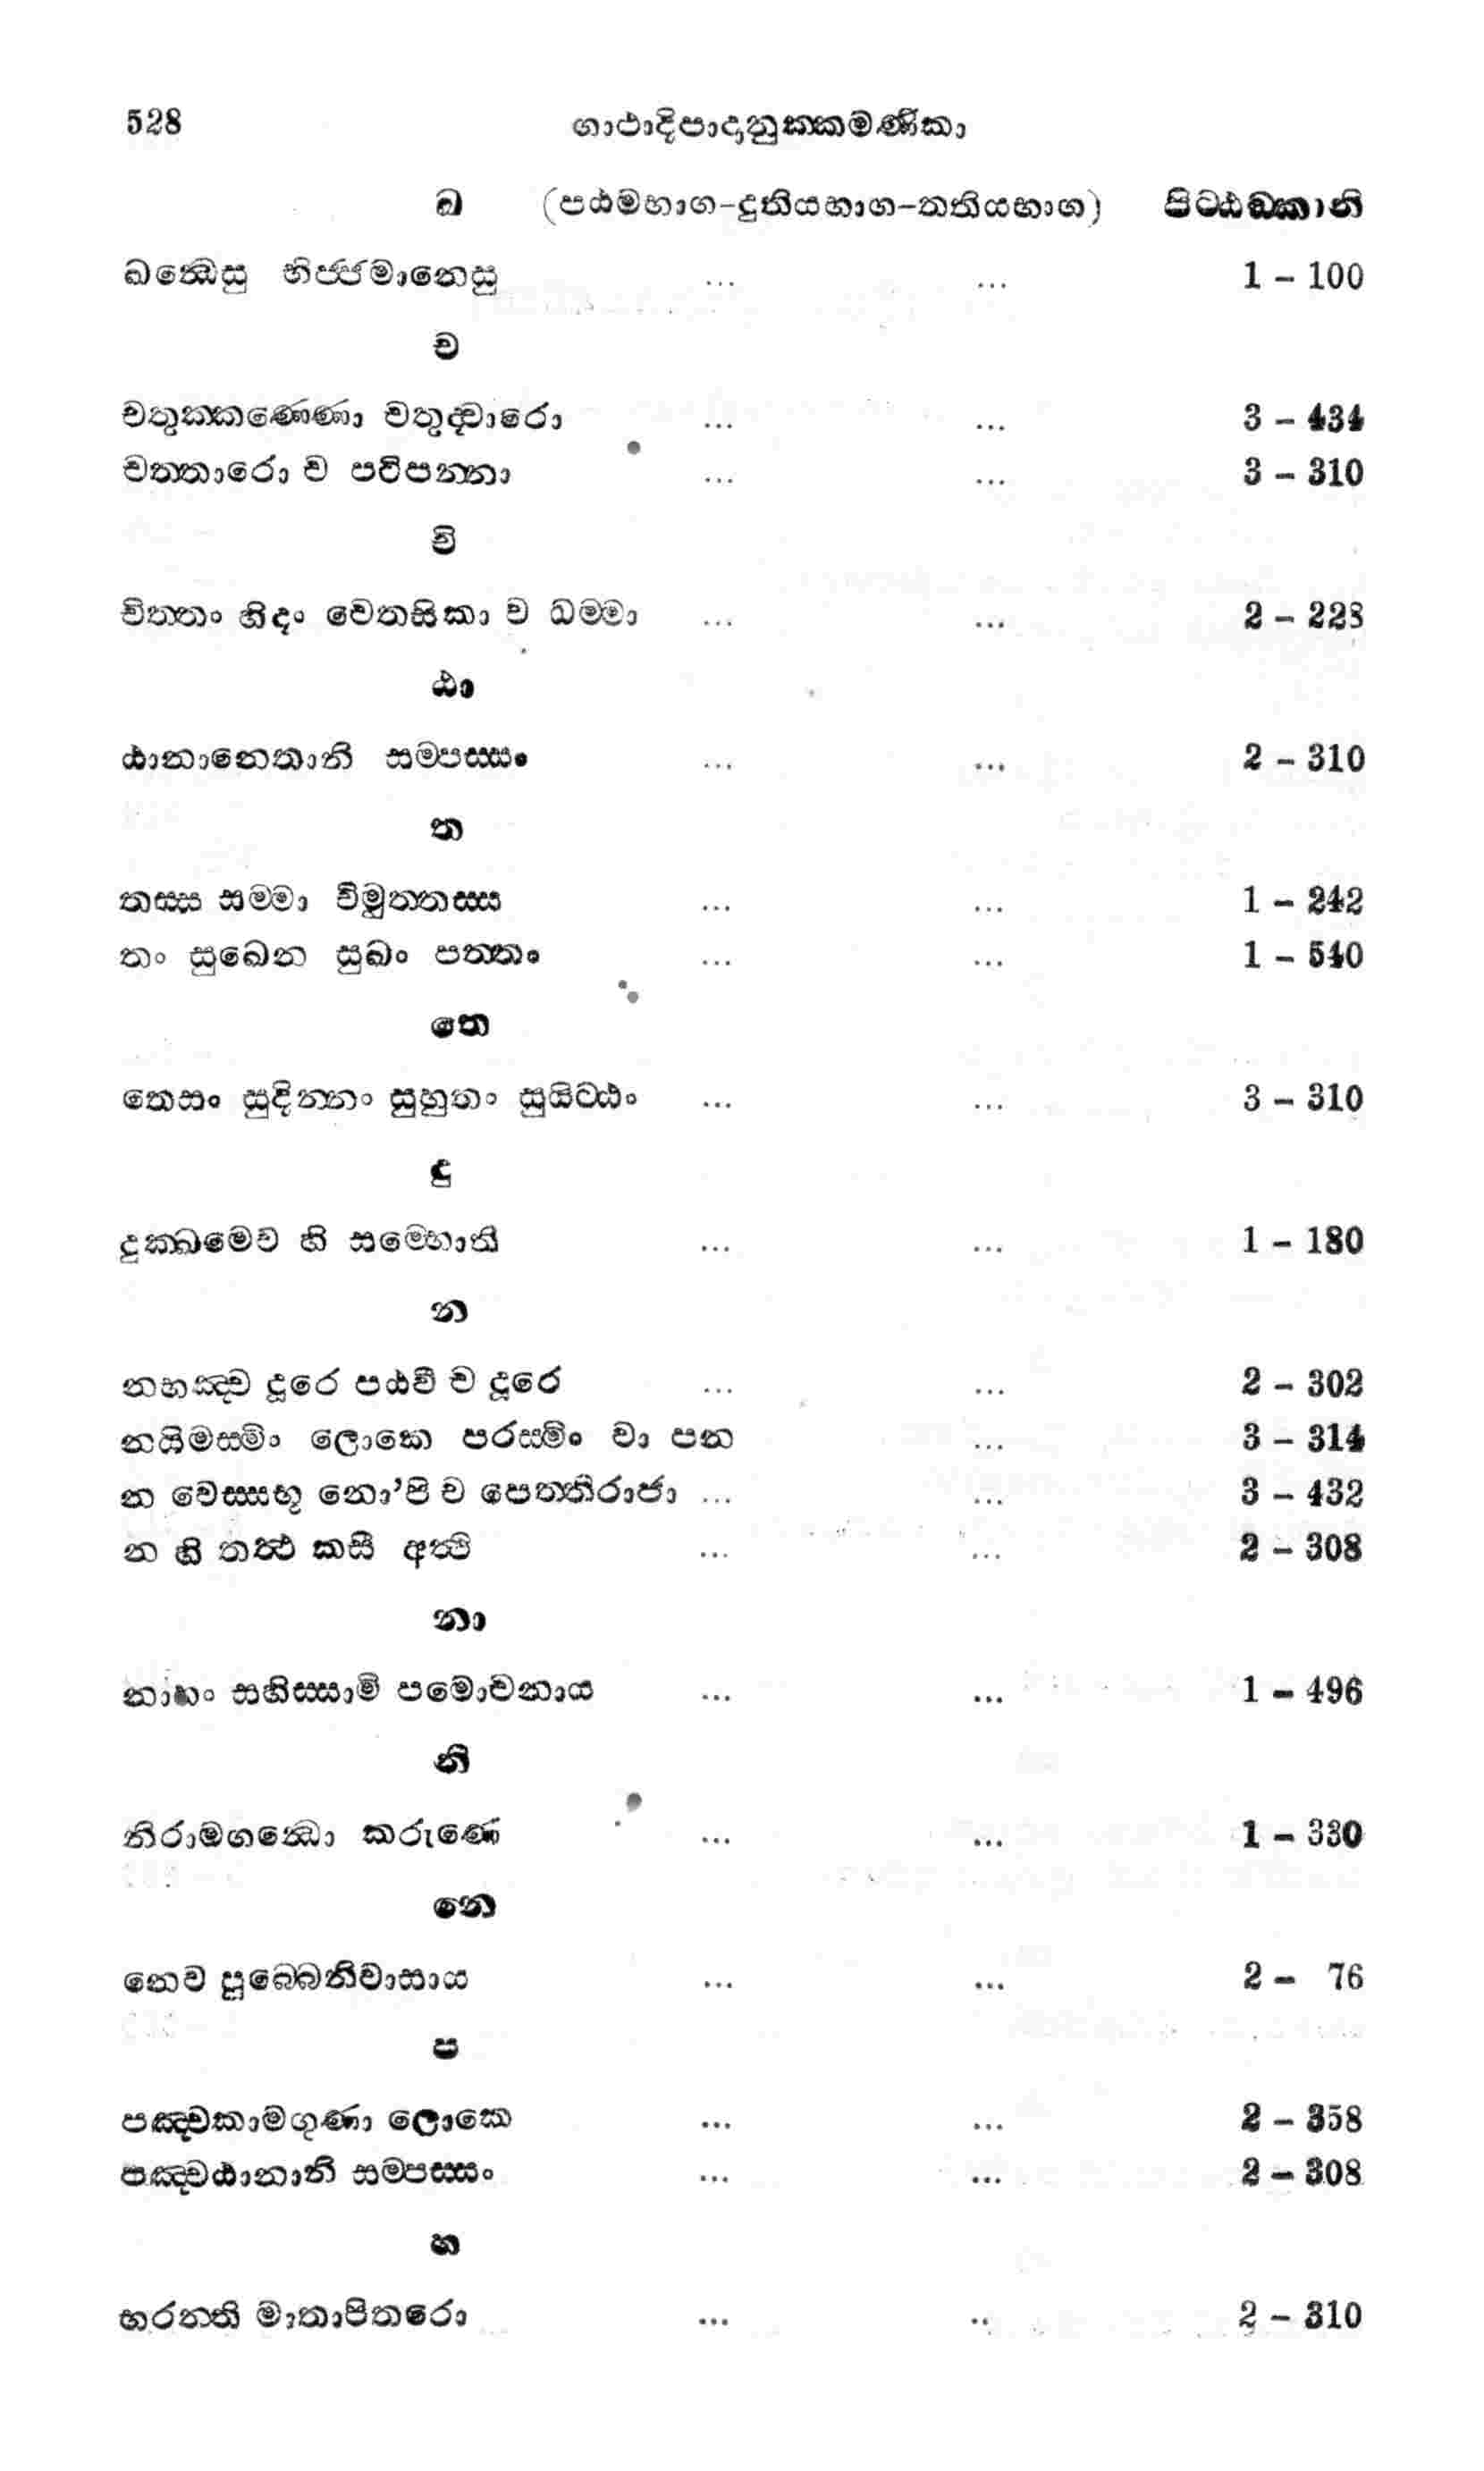 528 ගාථාදිපාදානුක්කමණිකා
ඛ (පඨමභාග-දුතියභාග-තතියභාග) පිටඨඞ්කානි
ඛන්ධෙසු භිජ්ජමානෙසු ... ... 1 - 100
ච
චතුක්කණ්ණො චතුද්වාරො ... ... 3 - 434
චත්තාරො ච පටිපන්නා ... ... 3 - 310
චි
චිත්තං හිදං චෙතසිකා ච ධම්මා ... ... 2 - 228
ඨා
ඨානානෙතානි සම්පස්සං ... ... 2 - 310
ත
තස්ස සම්මා විමුත්තස්ස ... ... 1 - 242
තං සුඛෙන සුඛං පත්තං ... ... 1 - 540
තෙ
තෙසං සුදින්නං සුහුතං සුයිට්ඨං ... ... 3 - 310
දු
දුක්ඛමෙව හි සම්භොති ... ... 1 - 180
න
නභඤ්ච දූරෙ පඨවී ච දූරෙ ... ... 2 - 302
නයිමස්මිං ලොකෙ පරස්මිං වා පන ... 3 - 314
න වෙස්සභූ නො’පි ච පෙත්තිරාජා ... ... 3 - 432
න හි තත්ථ කසී අත්ථි ... ... 2 - 308
නා
නාහං සහිස්සාමි පමොචනාය ... ... 1 - 496
නි
නිරාමගන්ධො කරුණෙ ... ... 1 - 330
නෙ
නෙව පුබ්බෙනිවාසාය ... ... 2 - 76
ප
පඤ්චකාමගුණා ලොකෙ ... ... 2 - 358
පඤ්චඨානානි සම්පස්සං ... ... 2 - 308
භ
භරන්ති මාතාපිතරො ... .. 2 - 310